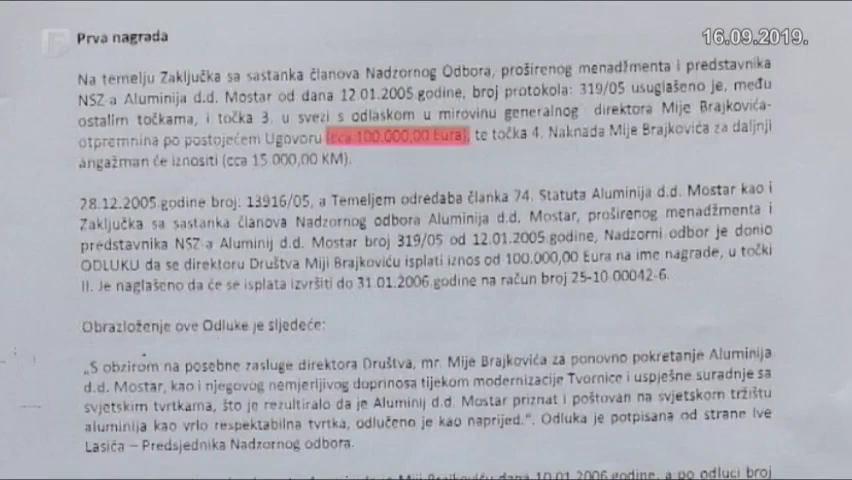 16.09.2019.
Prva nagrada
Na temelju Zaključka sa sastanka članova Nadzornog Odbora, proširenog menadžmenta i predstavnika
NSZ-a Aluminija d.d. Mostar od dana 12.01.2005.godine, broj protokola: 319/05 usuglašeno je, među
ostalim točkama, i točka 3. u svezi s odlaskom u mirovinu generalnog direktora Mije Brajkovića-
otpremnina po postojećem Ugovoru (cca 100.000,00 Eura), te točka 4. Naknada Mije Brajkovića za daljnji
angažman će iznositi (cca 15.000,00 KM).
28.12.2005.godine broj: 13916/05, a Temeljem odredaba članka 74. Statuta Aluminija d.d. Mostar kao i
Zaključka sa sastanka članova Nadzornog odbora Aluminija d.d. Mostar, proširenog menadžmenta i
predstavnika NSZ-a Aluminij d.d. Mostar broj 319/05 od 12.01.2005.godine, Nadzorni odbor je donio
ODLUKU da se direktoru Društva Miji Brajkoviću isplati iznos od 100.000,00 Eura na ime nagrade, u točki
II. Je naglašeno da će se isplata izvršiti do 31.01.2006.godine na račun broj 25-10-00042-6.
Obrazloženje ove Odluke je sljedeće:
„S obzirom na posebne zasluge direktora Društva, mr. Mije Brajkovića za ponovno pokretanje Aluminija
d.d. Mostar, kao i njegovog nemjerljivog doprinosa tijekom modernizacije Tvornice i uspješne suradnje sa
svjetskim tvrtkama, što je rezultiralo da je Aluminij d.d. Mostar priznat i poštovan na svjetskom tržištu
aluminija kao vrlo respektabilna tvrtka, odlučeno je kao naprijed.". Odluka je potpisana od strane Ive
Lasića – Predsjednika Nadzornog odbora.
Miji Brajkoviću dana 10.01.2006.godine, a po odluci broj